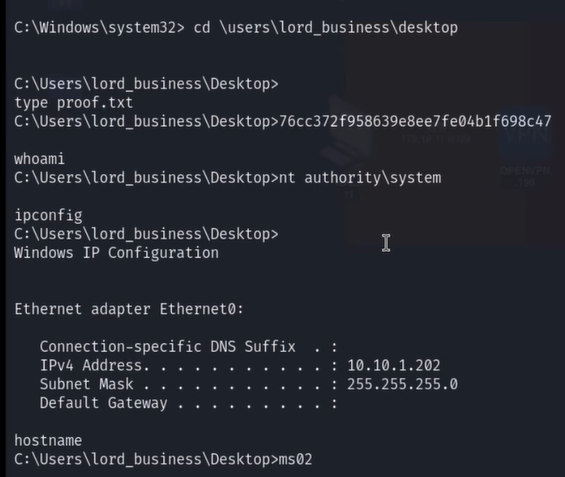 C:\Windows\system32> cd \users\lord_business\desktop
C:\Users\lord_business\Desktop>
type proof.txt
C:\Users\lord_business\Desktop>76cc372f958639e8ee7fe04b1f698c47
whoami
C:\Users\lord_business\Desktop>nt authority\system
ipconfig
C:\Users\lord_business\Desktop>
Windows IP Configuration
Ethernet adapter Ethernet0:
Connection-specific DNS Suffix  . :
IPv4 Address. . . . . . . . . . . : 10.10.1.202
Subnet Mask . . . . . . . . . . . : 255.255.255.0
Default Gateway . . . . . . . . . :
hostname
C:\Users\lord_business\Desktop>ms02
VPN